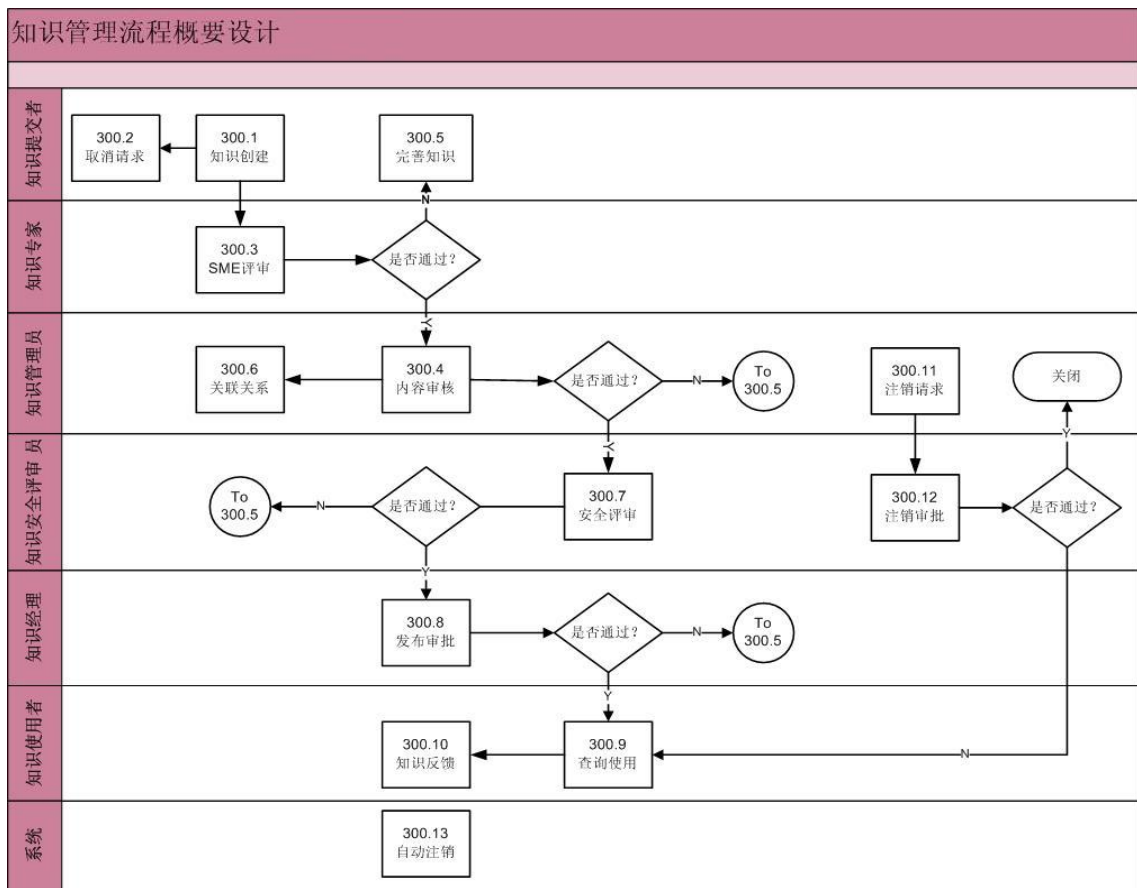 知识管理流程概要设计
知识提交者
300.2
取消请求
300.1
知识创建
300.5
完善知识
N
知识专家
300.3
SME评审
是否通过？
Y
知识管理员
300.6
关联关系
300.4
内容审核
是否通过？
N
To
300.5
300.11
注销请求
关闭
Y
Y
知识安全评审 员
To
300.5
N
是否通过？
300.7
安全评审
300.12
注销审批
是否通过？
Y
知识经理
300.8
发布审批
是否通过？
N
To
300.5
Y
知识使用者
300.10
知识反馈
300.9
查询使用
N
系统
300.13
自动注销